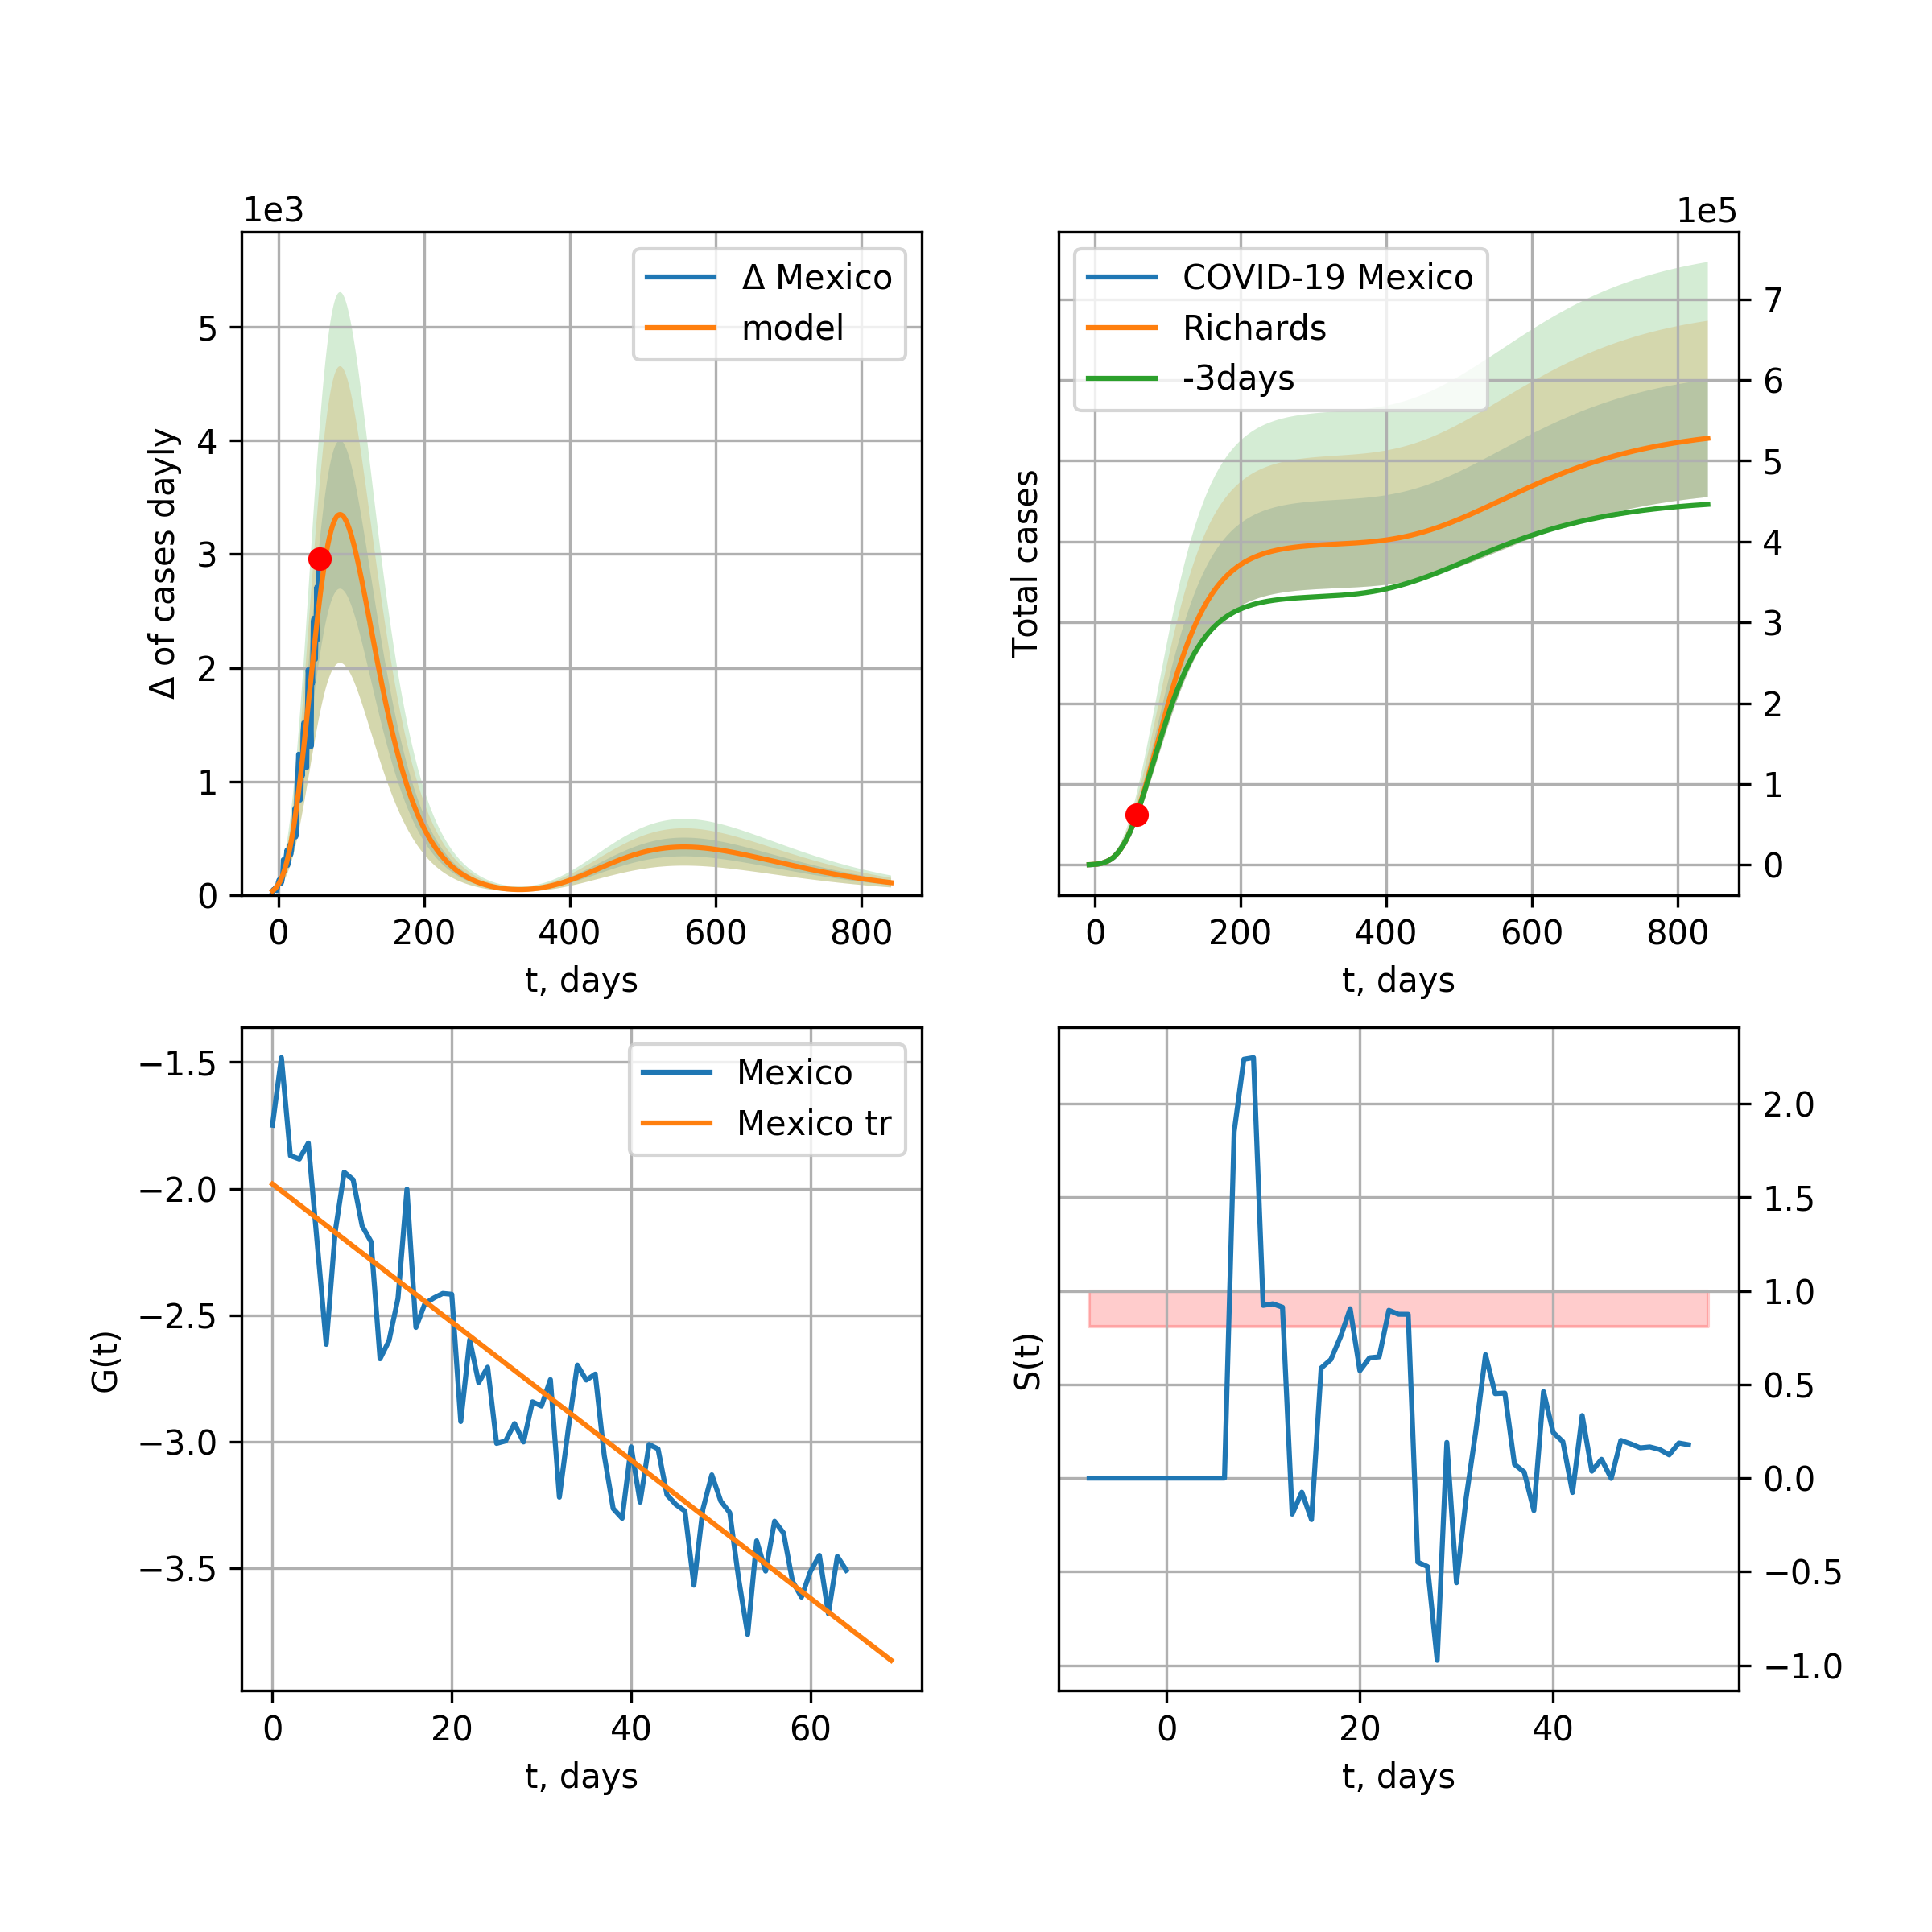 1e3
Δ of cases dayly
5
4
3
2
1
0
0 200 400 600 800
t, days
Δ Mexico
model
1e5
Total cases
7
6
5
4
3
2
1
0
0 200 400 600 800
t, days
COVID-19 Mexico
Richards
-3days
G(t)
−1.5
−2.0
−2.5
−3.0
−3.5
0 20 40 60
t, days
Mexico
Mexico tr
S(t)
2.0
1.5
1.0
0.5
0.0
−0.5
−1.0
0 20 40
t, days